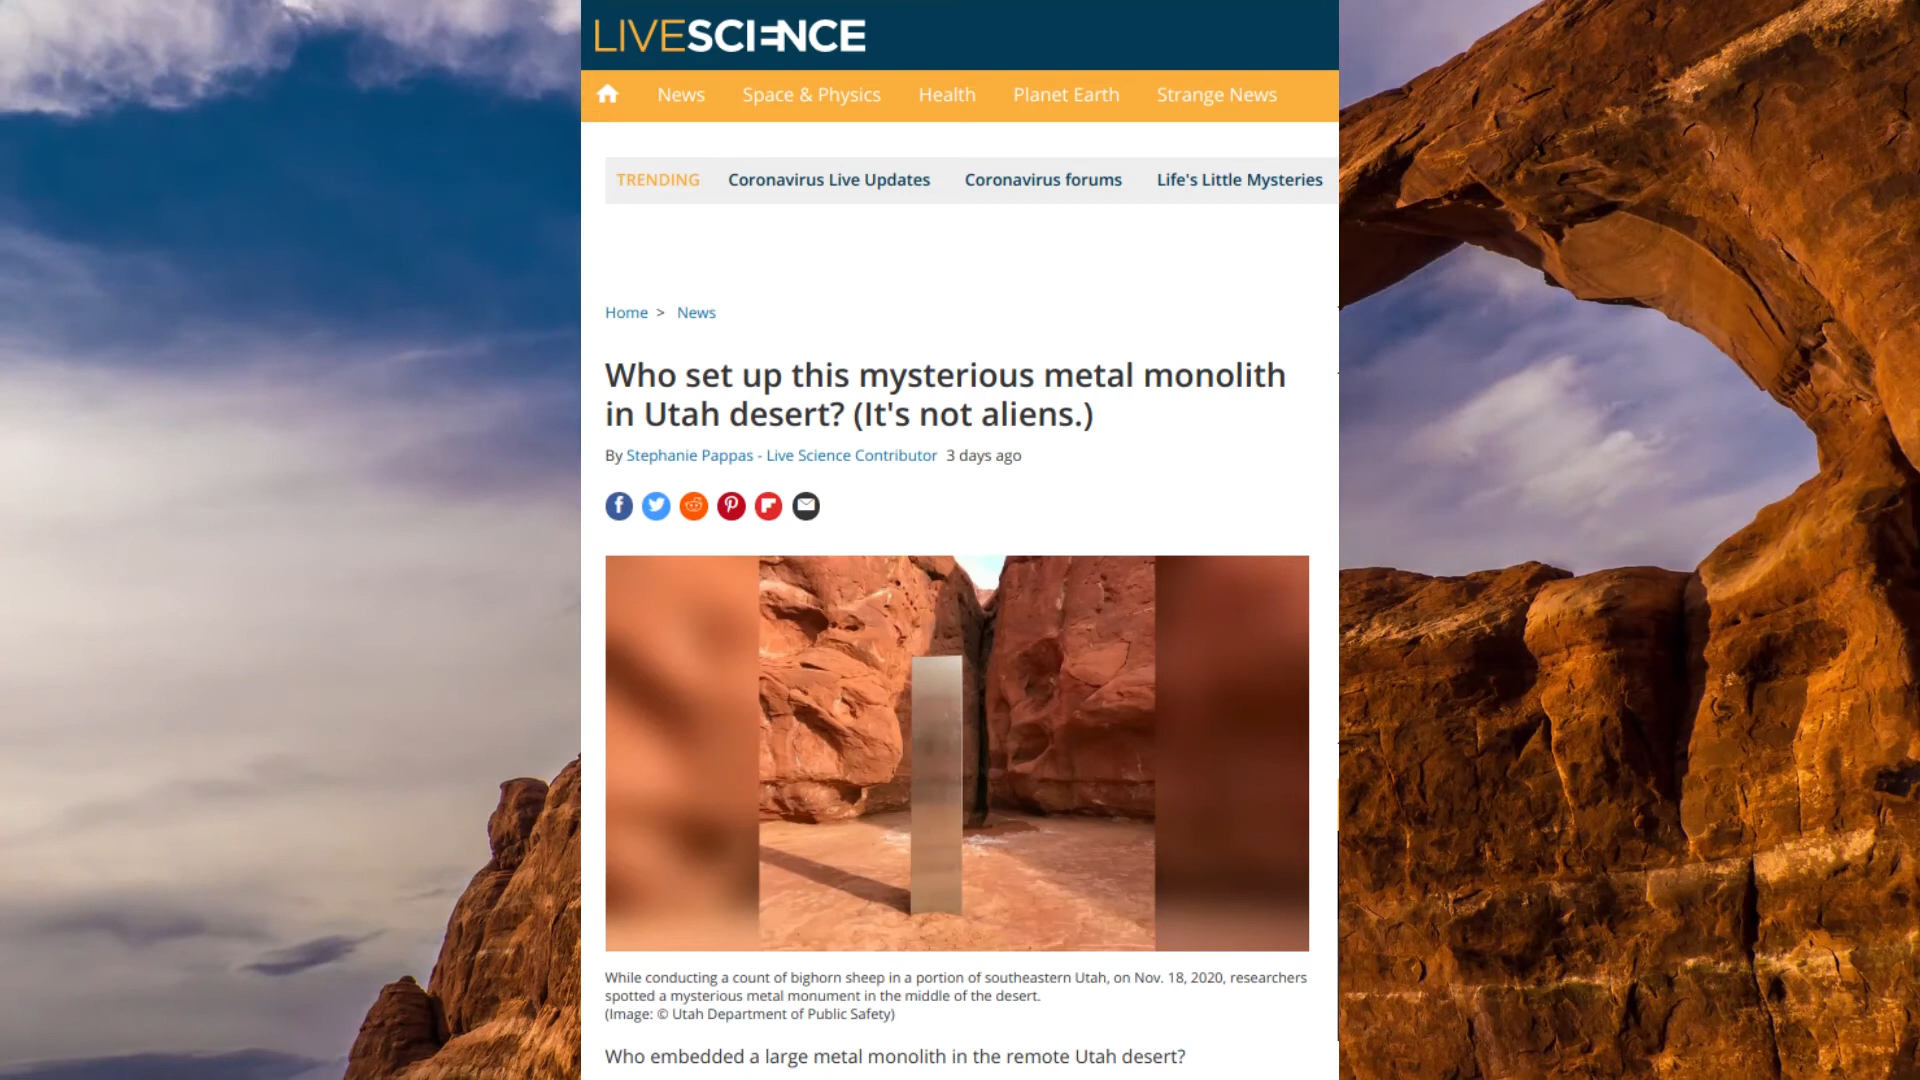 LIVESCIENCE
News Space & Physics Health Planet Earth Strange News
TRENDING Coronavirus Live Updates Coronavirus forums Life's Little Mysteries
Home > News
Who set up this mysterious metal monolith
in Utah desert? (It's not aliens.)
By Stephanie Pappas - Live Science Contributor 3 days ago
While conducting a count of bighorn sheep in a portion of southeastern Utah, on Nov. 18, 2020, researchers
spotted a mysterious metal monument in the middle of the desert.
(Image: © Utah Department of Public Safety)
Who embedded a large metal monolith in the remote Utah desert?